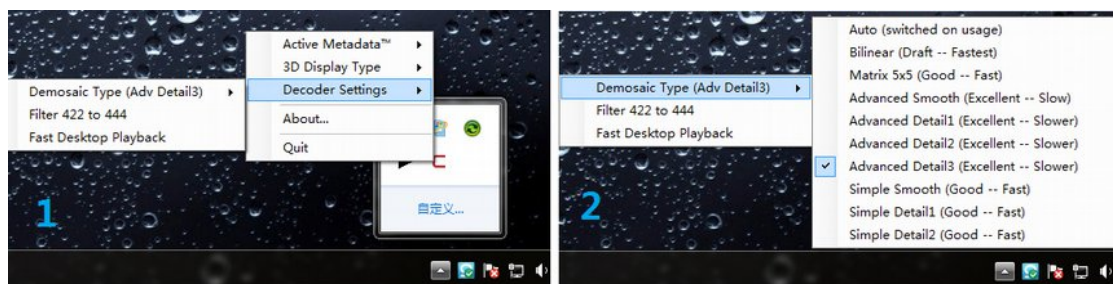 Active Metadata™
3D Display Type
Decoder Settings
About...
Quit
Demosaic Type (Adv Detail3)
Filter 422 to 444
Fast Desktop Playback
自定义...
1
Demosaic Type (Adv Detail3)
Filter 422 to 444
Fast Desktop Playback
Auto (switched on usage)
Bilinear (Draft -- Fastest)
Matrix 5x5 (Good -- Fast)
Advanced Smooth (Excellent -- Slow)
Advanced Detail1 (Excellent -- Slower)
Advanced Detail2 (Excellent -- Slower)
Advanced Detail3 (Excellent -- Slower)
Simple Smooth (Good -- Fast)
Simple Detail1 (Good -- Fast)
Simple Detail2 (Good -- Fast)
2